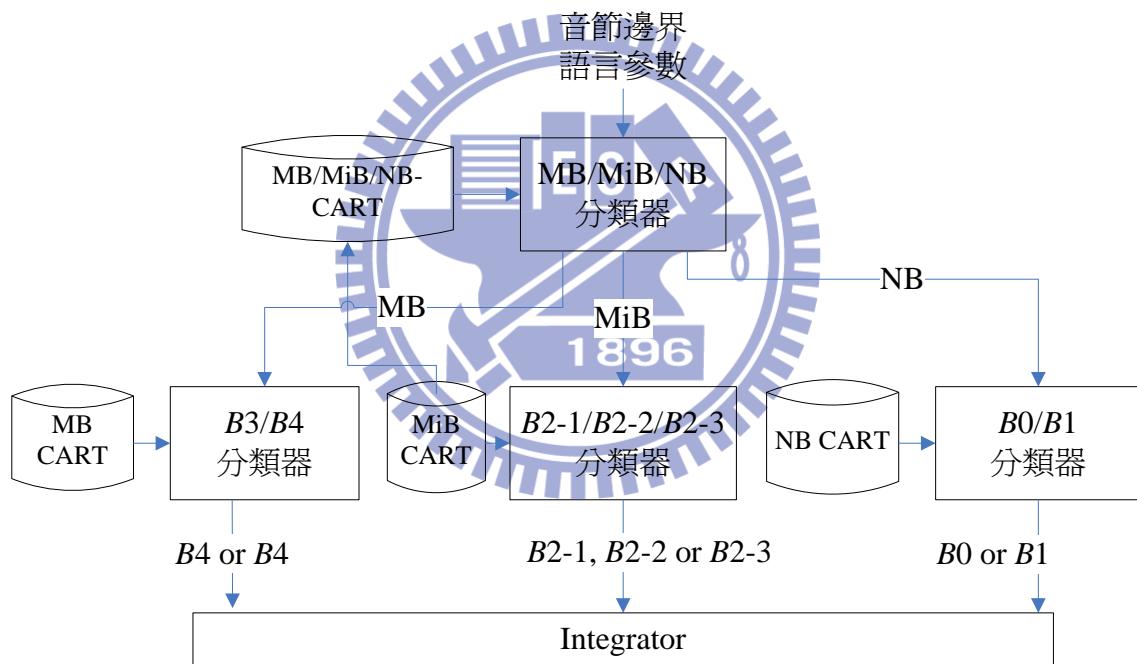 音節邊界
語言參數
MB/MiB/NB-
CART
MB/MiB/NB
分類器
MB
MiB
NB
1896
MB
CART
B3/B4
分類器
MiB
CART
B2-1/B2-2/B2-3
分類器
NB CART
B0/B1
分類器
B4 or B4
B2-1, B2-2 or B2-3
B0 or B1
Integrator